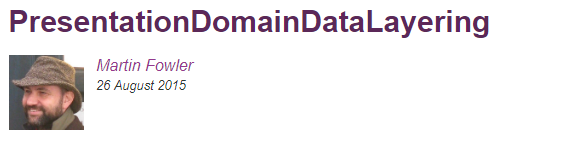 PresentationDomainDataLayering
Martin Fowler
26 August 2015